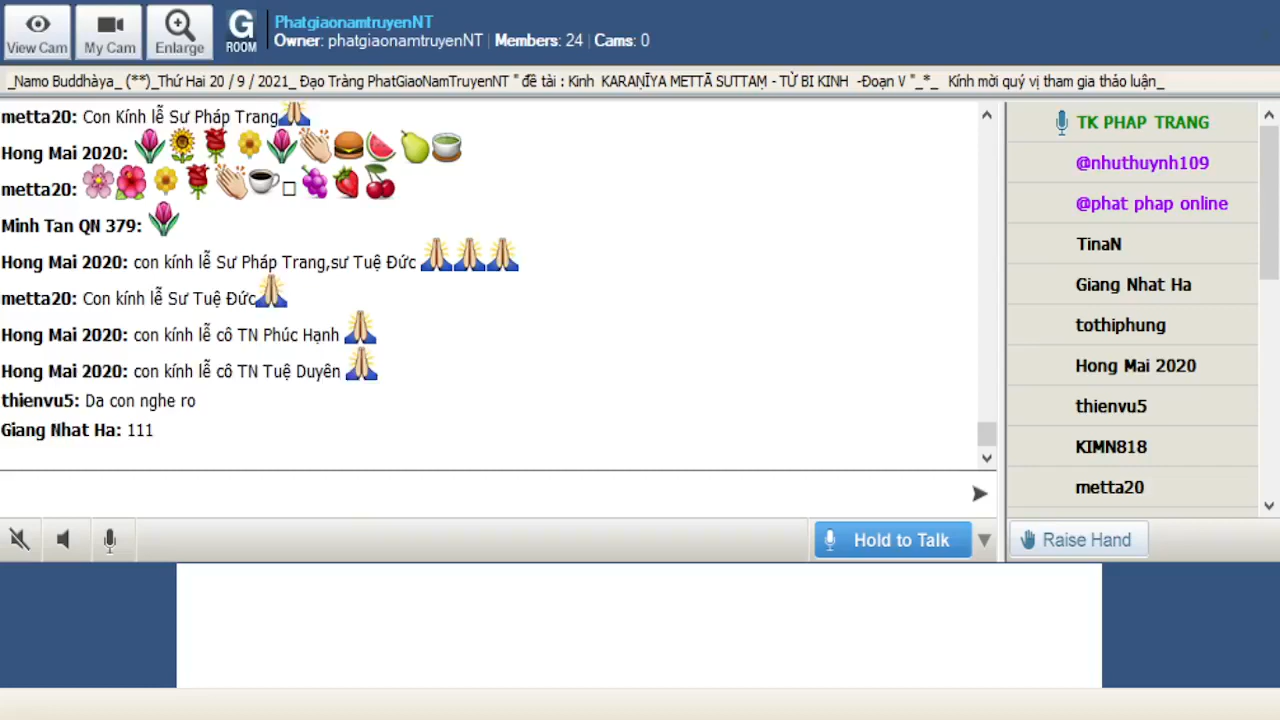 View Cam
My Cam
Enlarge
G
ROOM
PhatgiaonamtruyenNT
Owner: phatgiaonamtruyenNT | Members: 24 | Cams: 0
_Namo Buddhàya_ (**)_Thứ Hai 20 / 9 / 2021_ Đạo Tràng PhatGiaoNamTruyenNT " đề tài : Kinh KARAṆĪYA METTĀ SUTTAṂ - TỪ BI KINH -Đoạn V "_*_ Kính mời quý vị tham gia thảo luận_
metta20: Con Kính lễ Sư Pháp Trang
Hong Mai 2020:
metta20:
Minh Tan QN 379:
Hong Mai 2020: con kính lễ Sư Pháp Trang,sư Tuệ Đức
metta20: Con kính lễ Sư Tuệ Đức
Hong Mai 2020: con kính lễ cô TN Phúc Hạnh
Hong Mai 2020: con kính lễ cô TN Tuệ Duyên
thienvu5: Da con nghe ro
Giang Nhat Ha: 111
TK PHAP TRANG
@nhuthuynh109
@phat phap online
TinaN
Giang Nhat Ha
tothiphung
Hong Mai 2020
thienvu5
KIMN818
metta20
Hold to Talk
Raise Hand